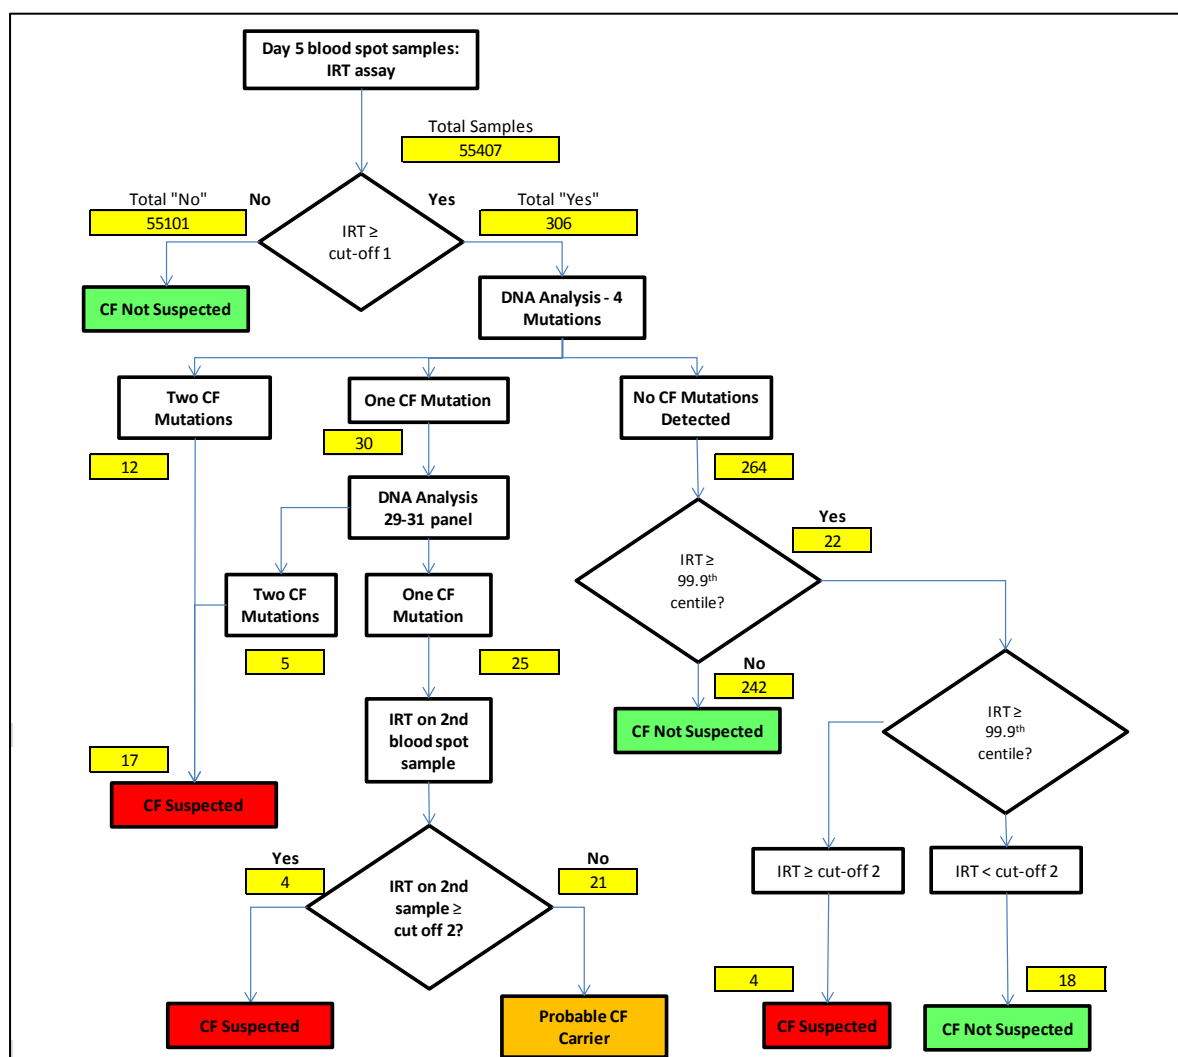 Day 5 blood spot samples:
IRT assay
Total Samples
55407
Total "No"
No
Yes
Total "Yes"
55101
306
IRT ≥
cut-off 1
CF Not Suspected
DNA Analysis - 4
Mutations
Two CF
Mutations
One CF Mutation
No CF Mutations
Detected
30
12
264
DNA Analysis
29-31 panel
Yes
22
IRT ≥
99.9th
centile?
Two CF
Mutations
One CF
Mutation
5
25
No
242
IRT on 2nd
blood spot
sample
CF Not Suspected
IRT ≥
99.9th
centile?
17
CF Suspected
Yes
4
No
21
IRT on 2nd
sample ≥
cut off 2?
IRT ≥ cut-off 2
IRT < cut-off 2
4
18
CF Suspected
Probable CF
Carrier
CF Suspected
CF Not Suspected